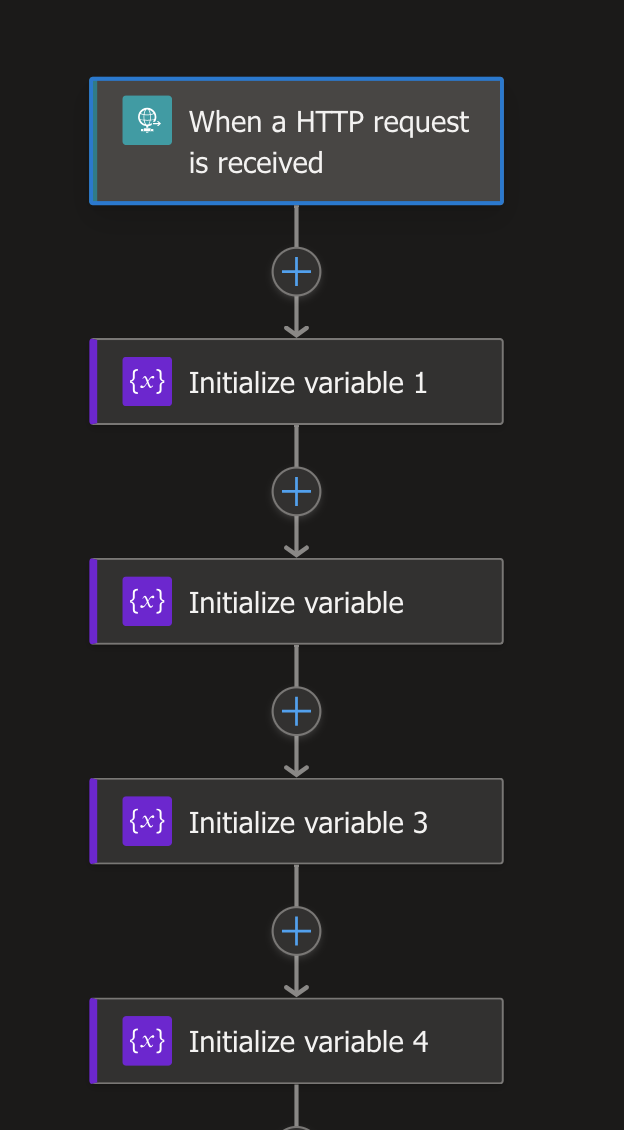 When a HTTP request
is received
{x} Initialize variable 1
{x} Initialize variable
{x} Initialize variable 3
{x} Initialize variable 4